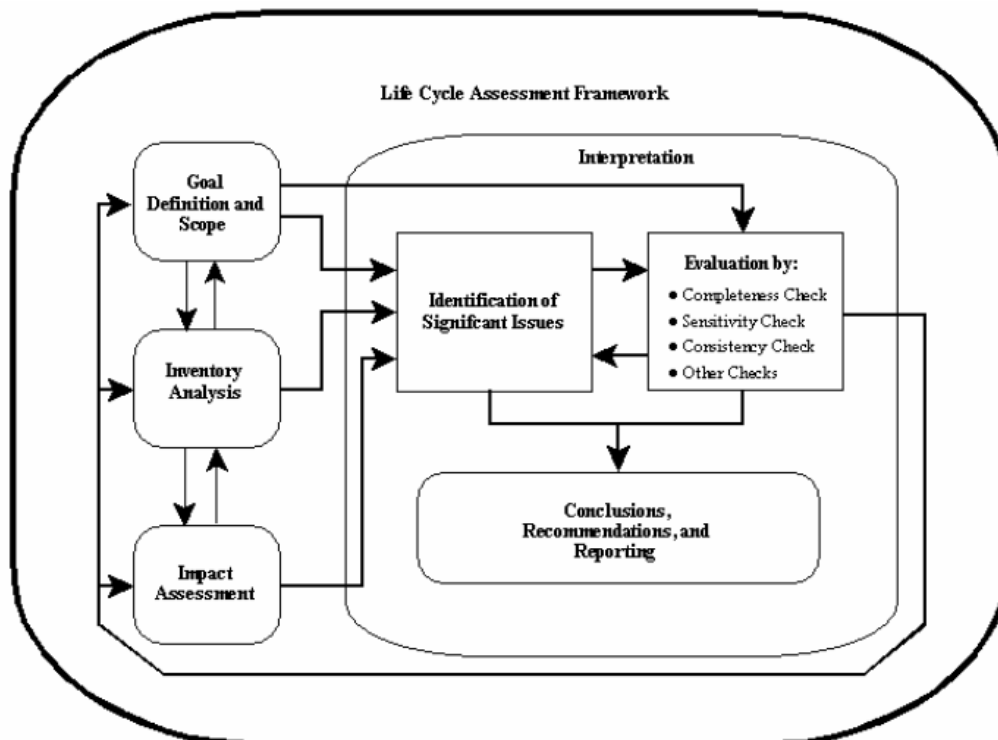 Life Cycle Assessment Framework
Interpretation
Goal
Definition and
Scope
Inventory
Analysis
Impact
Assessment
Identification of
Signifcant Issues
Evaluation by:
● Completeness Check
● Sensitivity Check
● Consistency Check
● Other Checks
Conclusions,
Recommendations, and
Reporting